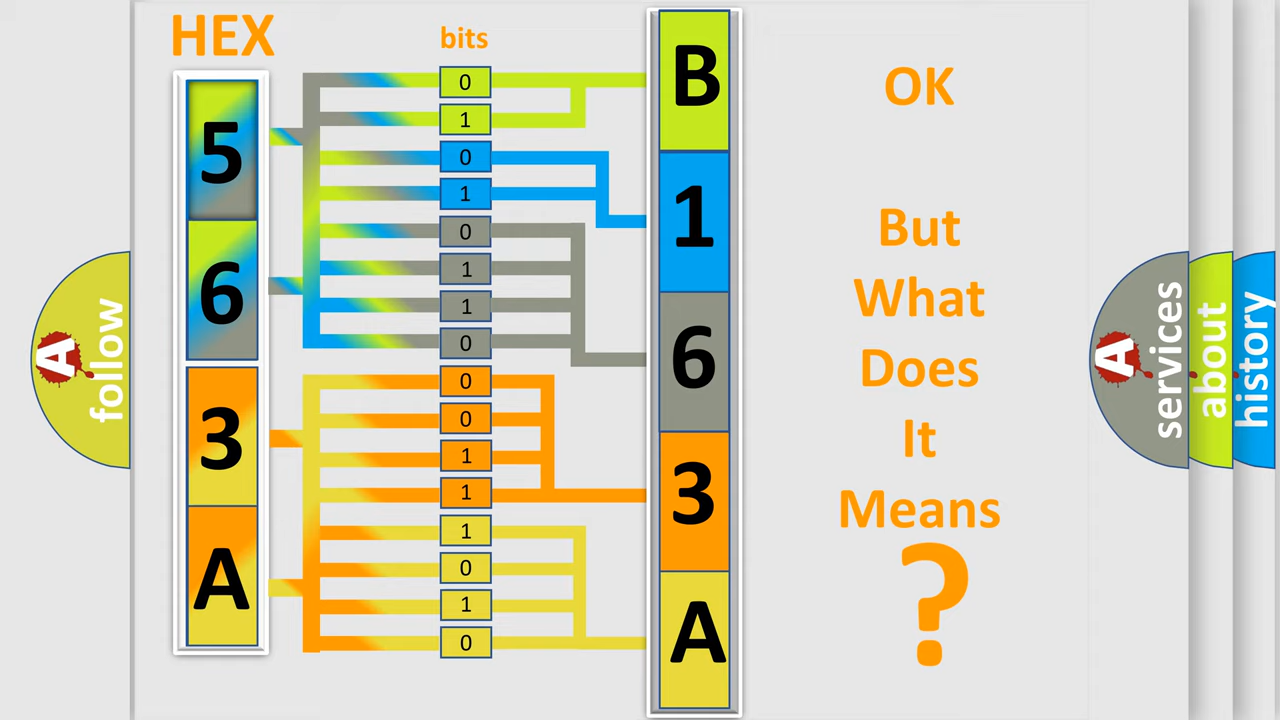 HEX
bits
5
6
3
A
0
1
0
1
0
1
1
0
0
0
1
1
1
0
1
0
B
1
6
3
A
OK
But
What
Does
It
Means
?
A
follow
A
services
about
history